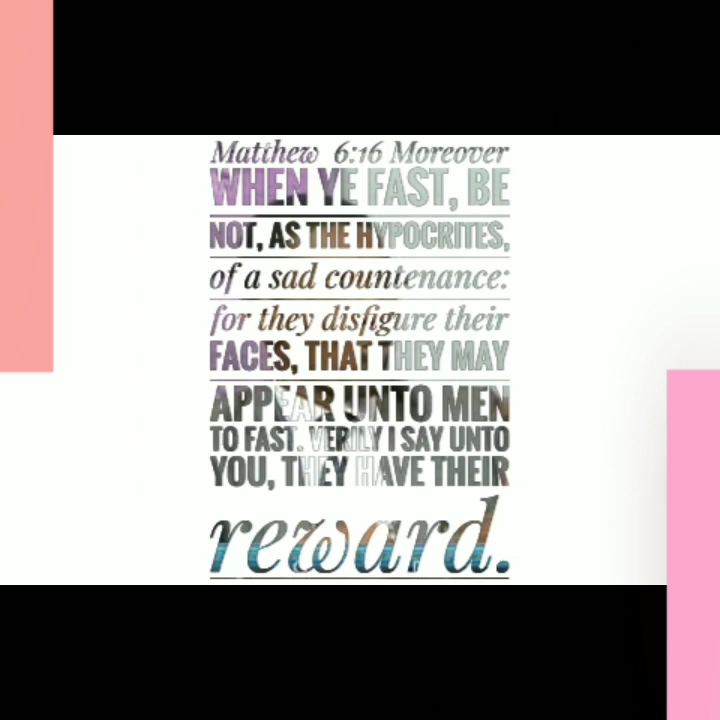 Matthew 6:16 Moreover
WHEN YE FAST, BE
NOT, AS THE HYPOCRITES,
of a sad countenance:
for they disfigure their
FACES, THAT THEY MAY
APPEAR UNTO MEN
TO FAST. VERILY I SAY UNTO
YOU, THEY HAVE THEIR
reward.